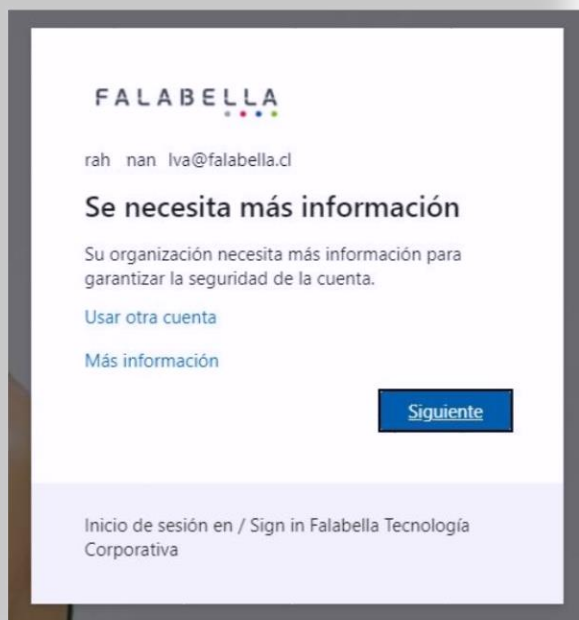 FALABELLA
rah nan lva@falabella.cl
Se necesita más información
Su organización necesita más información para
garantizar la seguridad de la cuenta.
Usar otra cuenta
Más información
Siguiente
Inicio de sesión en / Sign in Falabella Tecnología
Corporativa